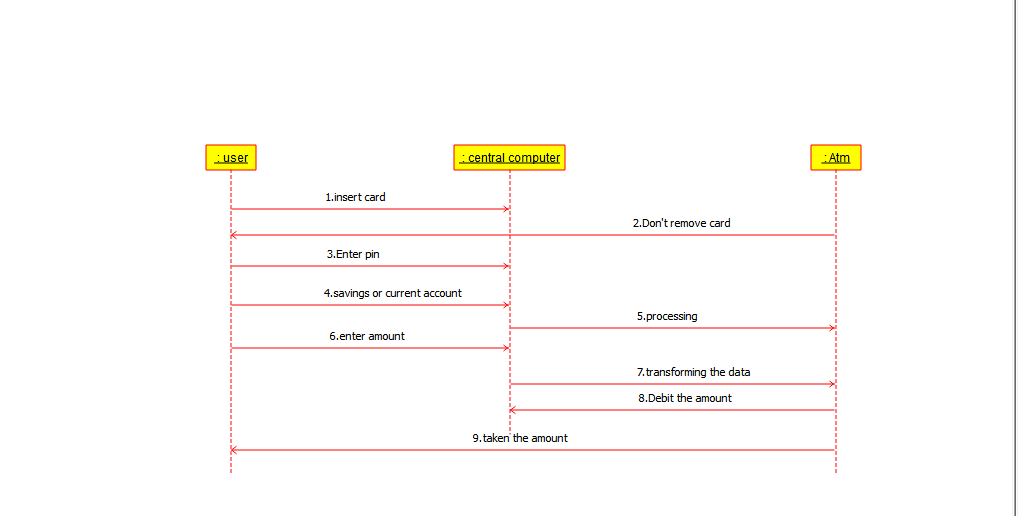 : user
: central computer
: Atm
1.insert card
2.Don't remove card
3.Enter pin
4.savings or current account
5.processing
6.enter amount
7.transforming the data
8.Debit the amount
9.taken the amount